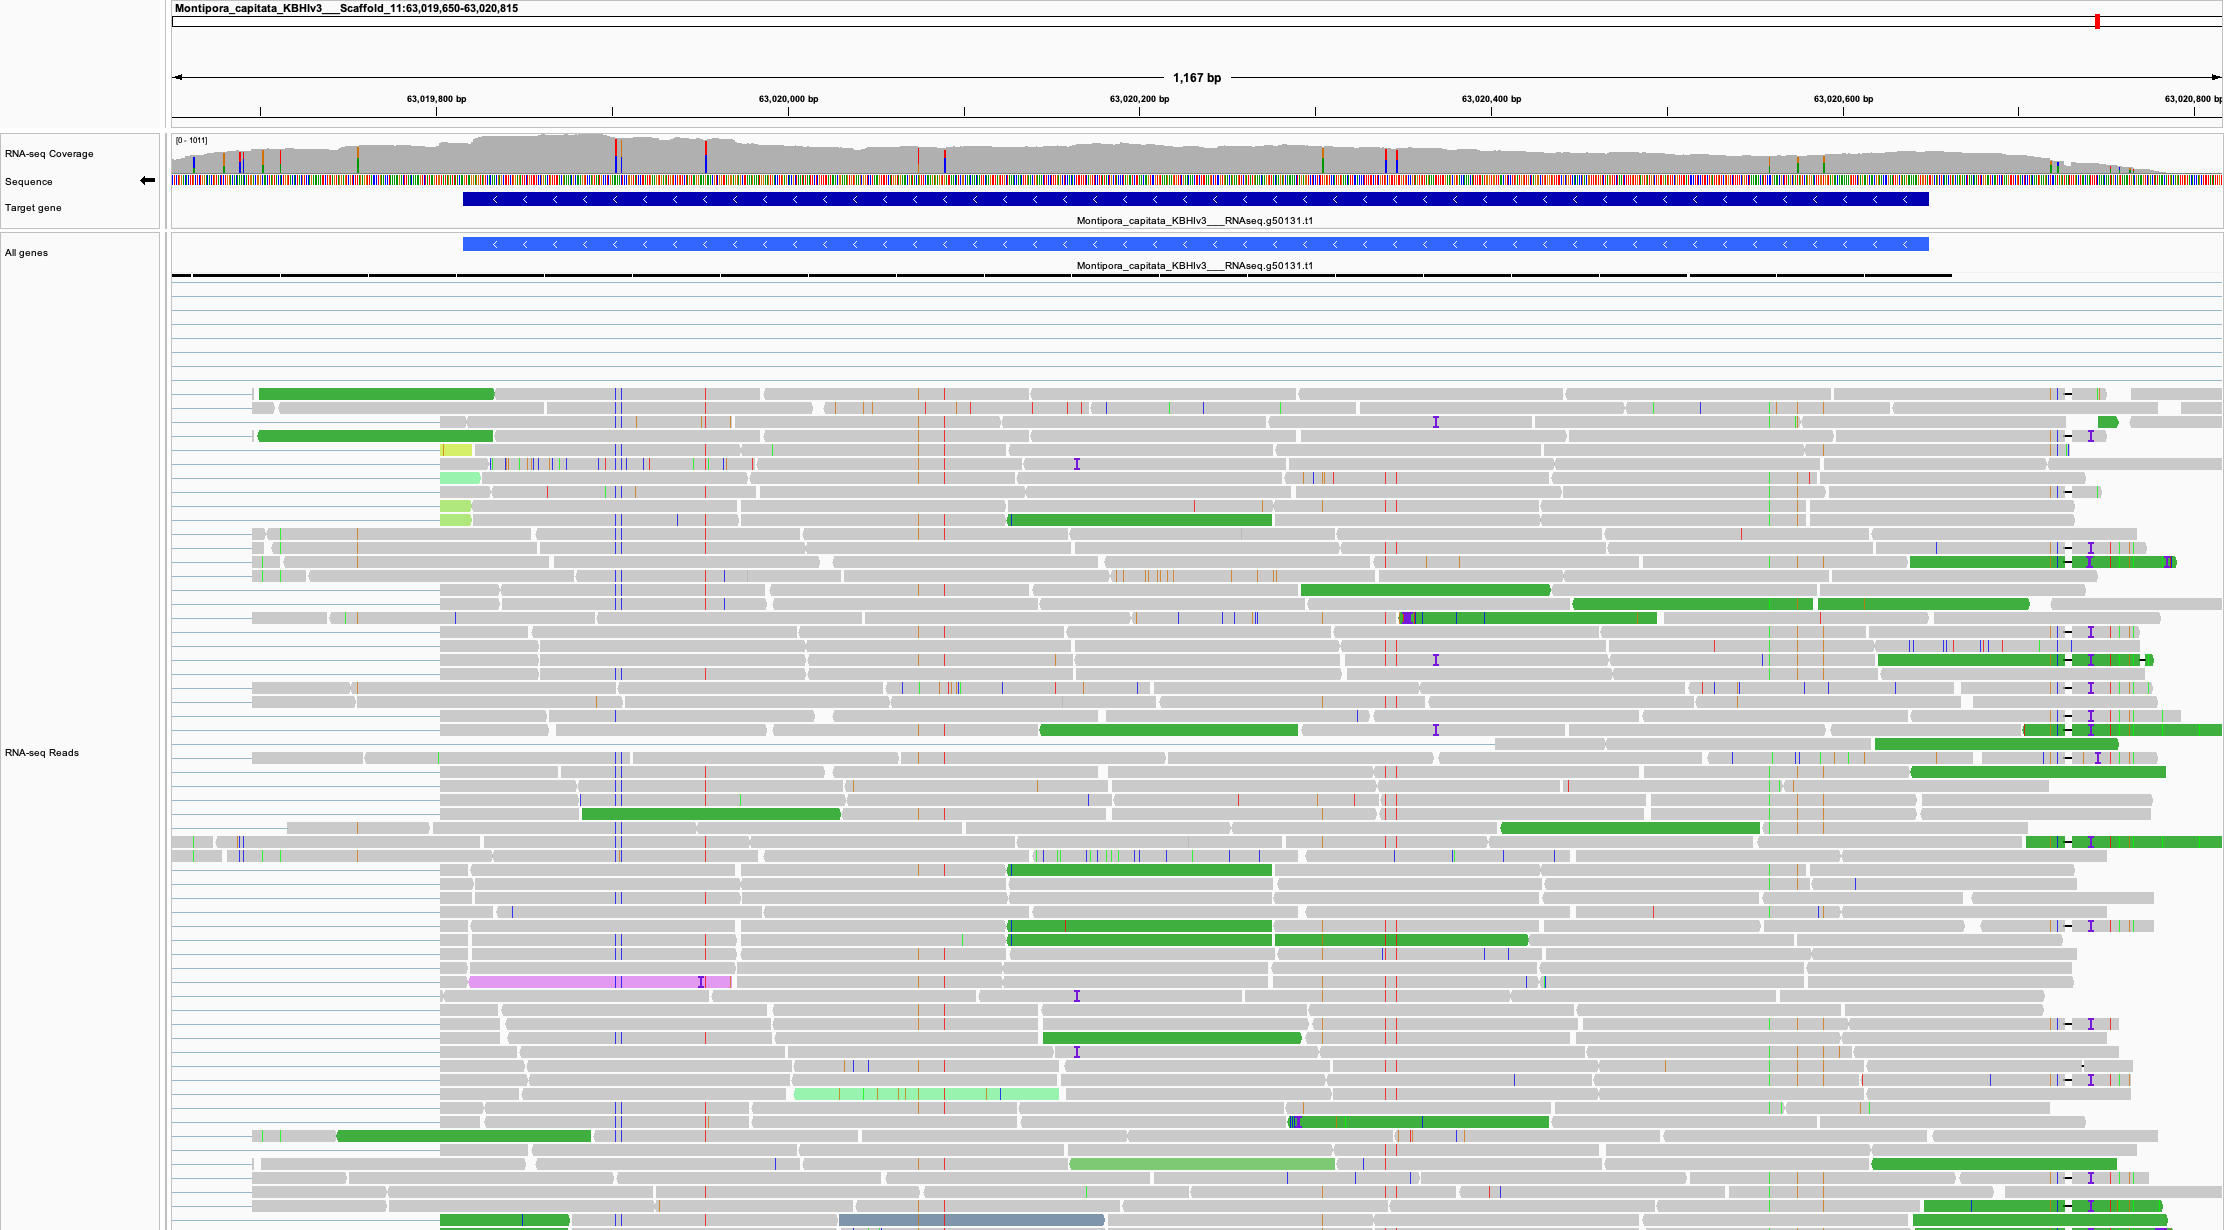 Montipora_capitata_KBHIv3___Scaffold_11:63,019,650-63,020,815
1,167 bp
63,019,800 bp 63,020,000 bp 63,020,200 bp 63,020,400 bp 63,020,600 bp 63,020,800 bp
[0 - 1011]
RNA-seq Coverage
Sequence
Target gene
Montipora_capitata_KBHIv3___RNAseq.g50131.t1
All genes
Montipora_capitata_KBHIv3___RNAseq.g50131.t1
RNA-seq Reads